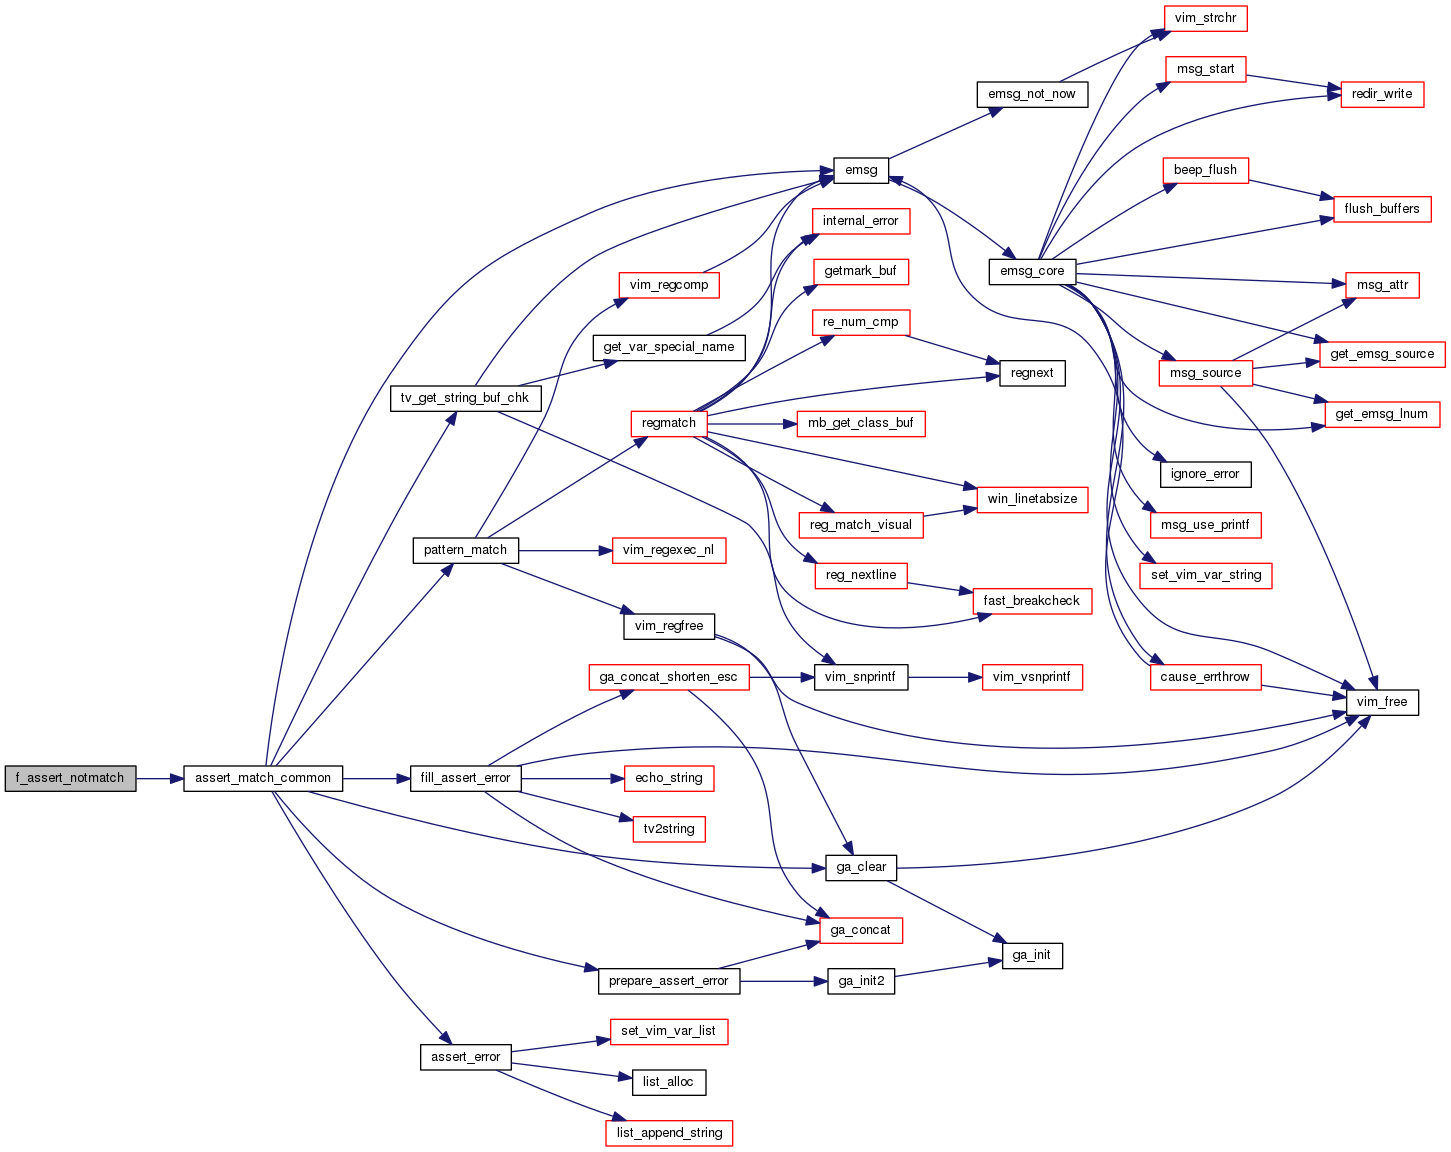 vim_strchr
msg_start
emsg_not_now
redir_write
emsg
beep_flush
flush_buffers
internal_error
emsg_core
getmark_buf
vim_regcomp
msg_attr
re_num_cmp
get_var_special_name
get_emsg_source
regnext
msg_source
tv_get_string_buf_chk
get_emsg_lnum
regmatch
mb_get_class_buf
ignore_error
win_linetabsize
reg_match_visual
msg_use_printf
pattern_match
vim_regexec_nl
reg_nextline
set_vim_var_string
fast_breakcheck
vim_regfree
ga_concat_shorten_esc
vim_snprintf
vim_vsnprintf
cause_errthrow
vim_free
f_assert_notmatch
assert_match_common
fill_assert_error
echo_string
tv2string
ga_clear
ga_concat
ga_init
prepare_assert_error
ga_init2
set_vim_var_list
assert_error
list_alloc
list_append_string